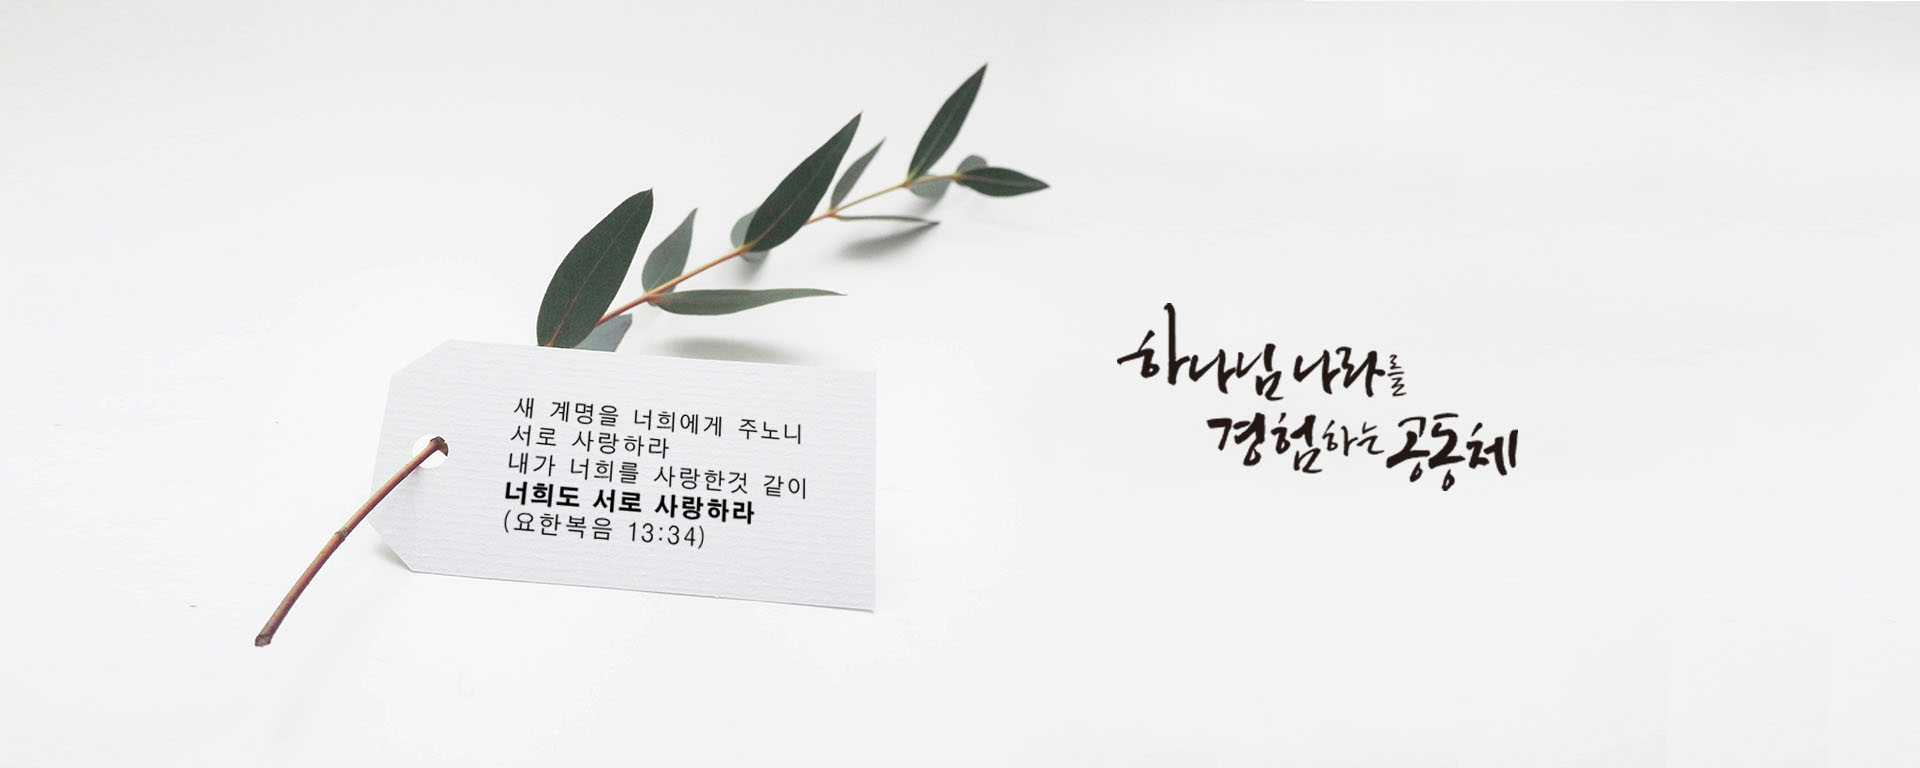 새 계명을 너희에게 주노니
서로 사랑하라
내가 너희를 사랑한것 같이
너희도 서로 사랑하라
(요한복음 13:34)
하나님 나라를
경험하는 공동체